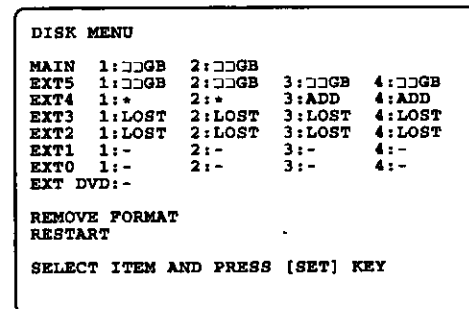 DISK MENU
MAIN 1:⊐⊐GB 2:⊐⊐GB
EXT5 1:⊐⊐GB 2:⊐⊐GB 3:⊐⊐GB 4:⊐⊐GB
EXT4 1:* 2:* 3:ADD 4:ADD
EXT3 1:LOST 2:LOST 3:LOST 4:LOST
EXT2 1:LOST 2:LOST 3:LOST 4:LOST
EXT1 1:- 2:- 3:- 4:-
EXT0 1:- 2:- 3:- 4:-
EXT DVD:-
REMOVE FORMAT
RESTART
SELECT ITEM AND PRESS [SET] KEY